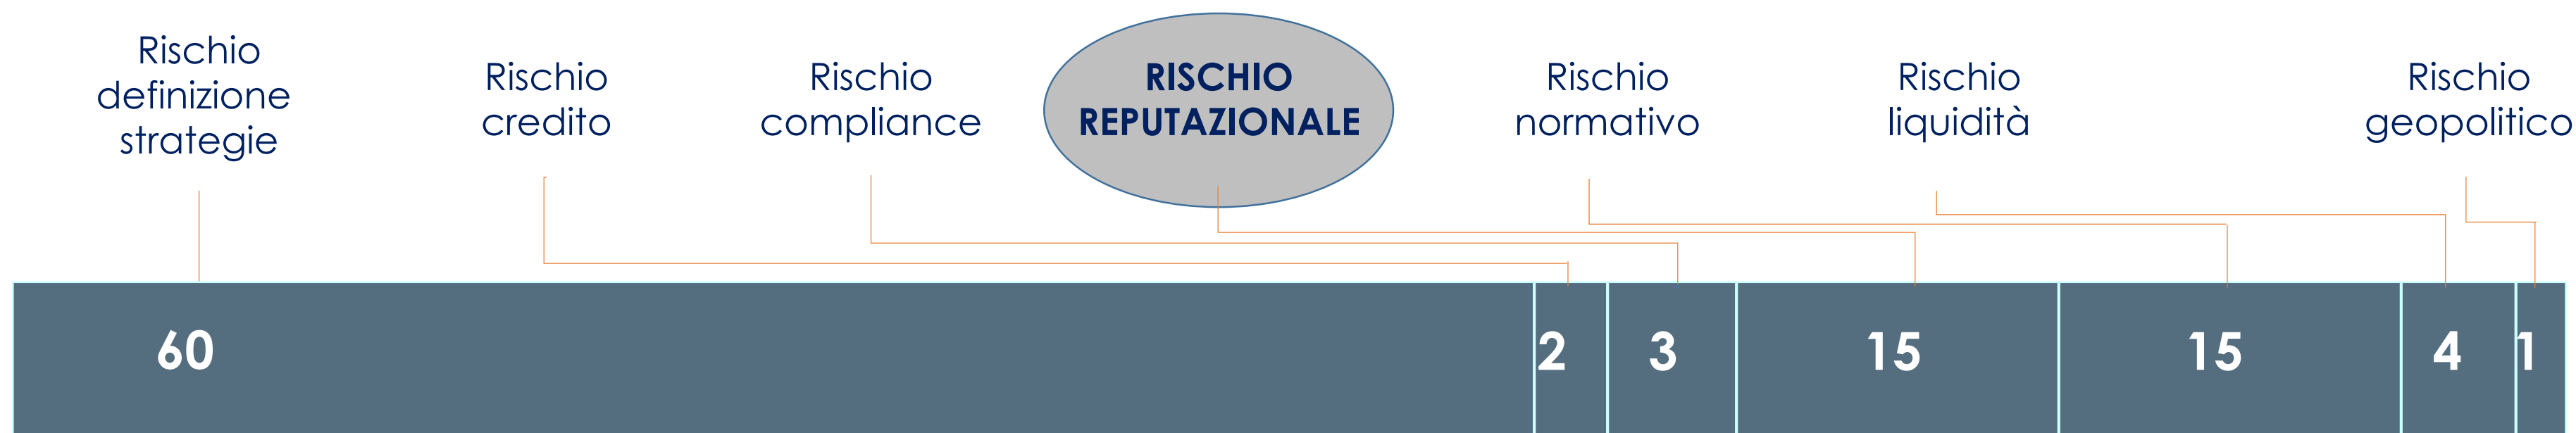 Rischio
definizione
strategie
Rischio
credito
Rischio
compliance
RISCHIO
REPUTAZIONALE
Rischio
normativo
Rischio
liquidità
Rischio
geopolitico
60
2
3
15
15
4
1